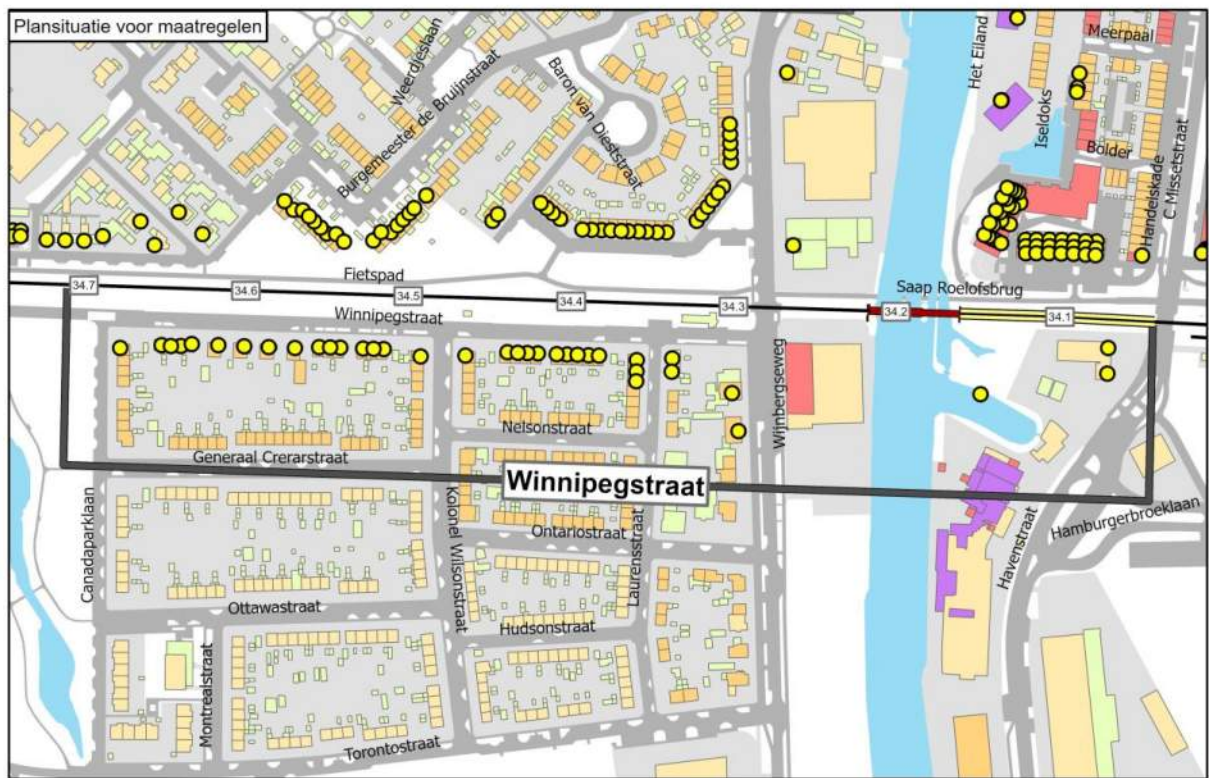 Plansituatie voor maatregelen
Weerdjeslaan
Burgemeester de Bruijnstraat
Baron van Dieststraat
Het Eiland
Iseldoks
Meerpaal
Bolder
Handelskade
C. Missetstraat
Fietspad
Saap Roelofsbrug
34.7
34.6
34.5
34.4
34.3
34.2
34.1
Winnipegstraat
Wijnbergseweg
Nelsonstraat
Generaal Crerarstraat
Winnipegstraat
Canadaparklaan
Kolonel Wilsonstraat
Ontariostraat
Laurensstraat
Havenstraat
Hamburgerbroeklaan
Ottawastraat
Hudsonstraat
Montrealstraat
Torontostraat